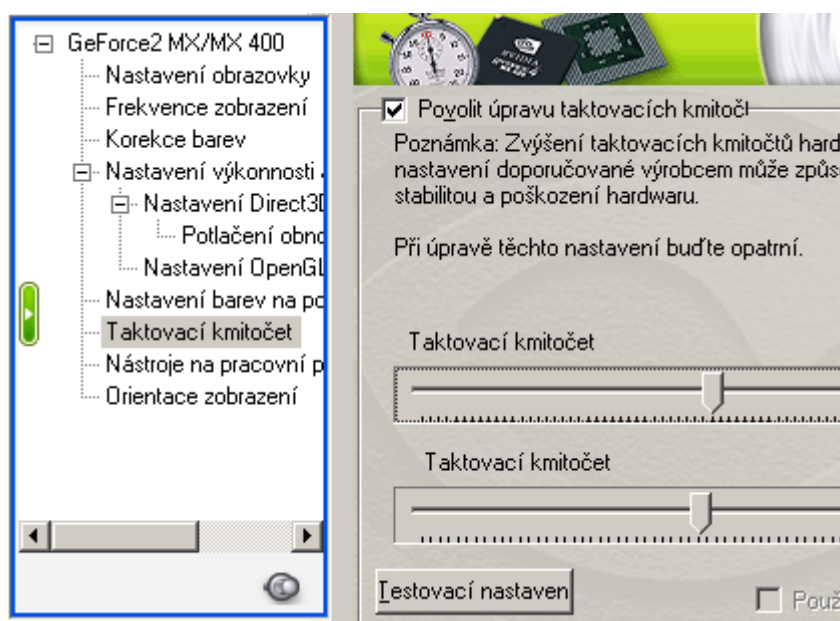 GeForce2 MX/MX 400
Nastavení obrazovky
Frekvence zobrazení
Korekce barev
Nastavení výkonnosti
Nastavení Direct3D
Potlačení obno
Nastavení OpenGL
Nastavení barev na po
Taktovací kmitočet
Nástroje na pracovní p
Orientace zobrazení
Povolit úpravu taktovacích kmitočt
Poznámka: Zvýšení taktovacích kmitočtů hard
nastavení doporučované výrobcem může způs
stabilitou a poškození hardwaru.
Při úpravě těchto nastavení buďte opatrní.
Taktovací kmitočet
Taktovací kmitočet
Testovací nastaven
Použ